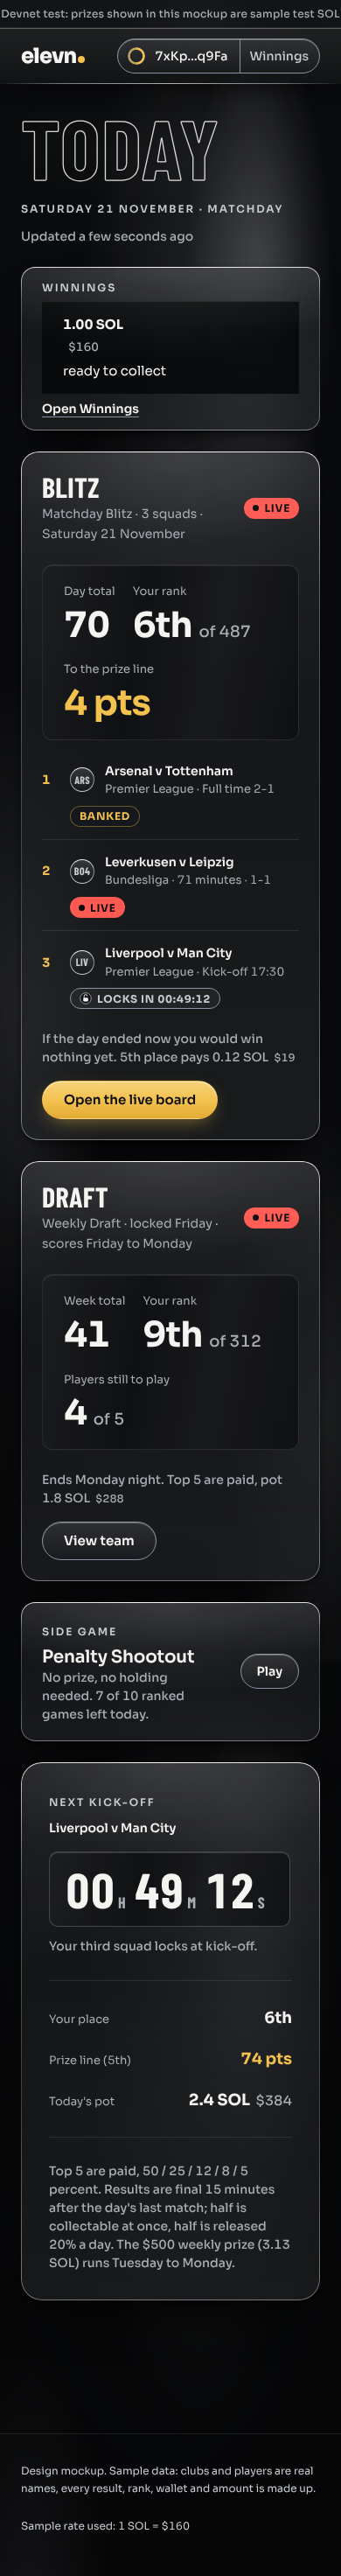 Devnet test: prizes shown in this mockup are sample test SOL
elevn.
7xKp...q9Fa
Winnings
TODAY
SATURDAY 21 NOVEMBER · MATCHDAY
Updated a few seconds ago
WINNINGS
1.00 SOL
$160
ready to collect
Open Winnings
BLITZ
Matchday Blitz · 3 squads ·
Saturday 21 November
LIVE
Day total
Your rank
70
6th of 487
To the prize line
4 pts
1
ARS
Arsenal v Tottenham
Premier League · Full time 2-1
BANKED
2
B04
Leverkusen v Leipzig
Bundesliga · 71 minutes · 1-1
LIVE
3
LIV
Liverpool v Man City
Premier League · Kick-off 17:30
LOCKS IN 00:49:12
If the day ended now you would win
nothing yet. 5th place pays 0.12 SOL $19
Open the live board
DRAFT
Weekly Draft · locked Friday ·
scores Friday to Monday
LIVE
Week total
Your rank
41
9th of 312
Players still to play
4 of 5
Ends Monday night. Top 5 are paid, pot
1.8 SOL $288
View team
SIDE GAME
Penalty Shootout
No prize, no holding
needed. 7 of 10 ranked
games left today.
Play
NEXT KICK-OFF
Liverpool v Man City
00 H 49 M 12 S
Your third squad locks at kick-off.
Your place
6th
Prize line (5th)
74 pts
Today's pot
2.4 SOL $384
Top 5 are paid, 50 / 25 / 12 / 8 / 5
percent. Results are final 15 minutes
after the day's last match; half is
collectable at once, half is released
20% a day. The $500 weekly prize (3.13
SOL) runs Tuesday to Monday.
Design mockup. Sample data: clubs and players are real
names, every result, rank, wallet and amount is made up.
Sample rate used: 1 SOL = $160